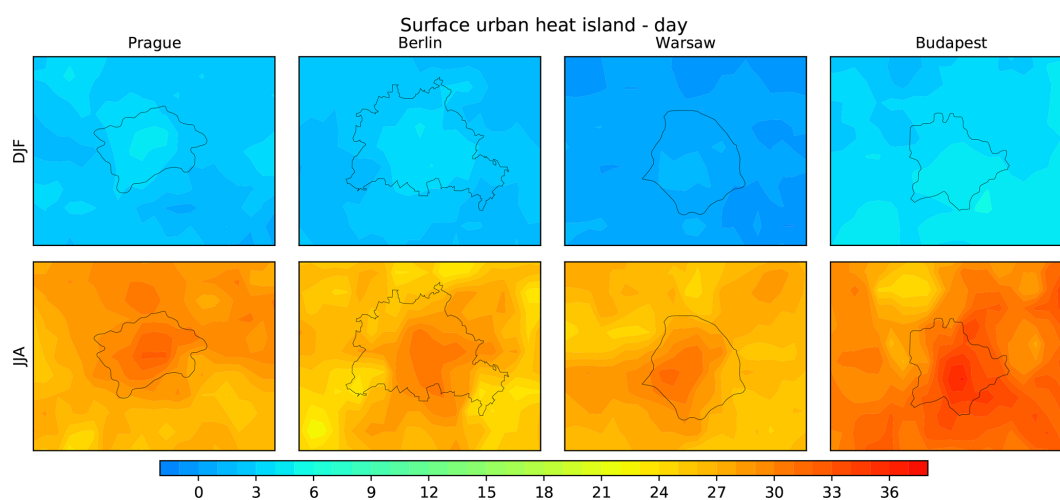 Surface urban heat island - day
Prague Berlin Warsaw Budapest
DJF
JJA
0 3 6 9 12 15 18 21 24 27 30 33 36